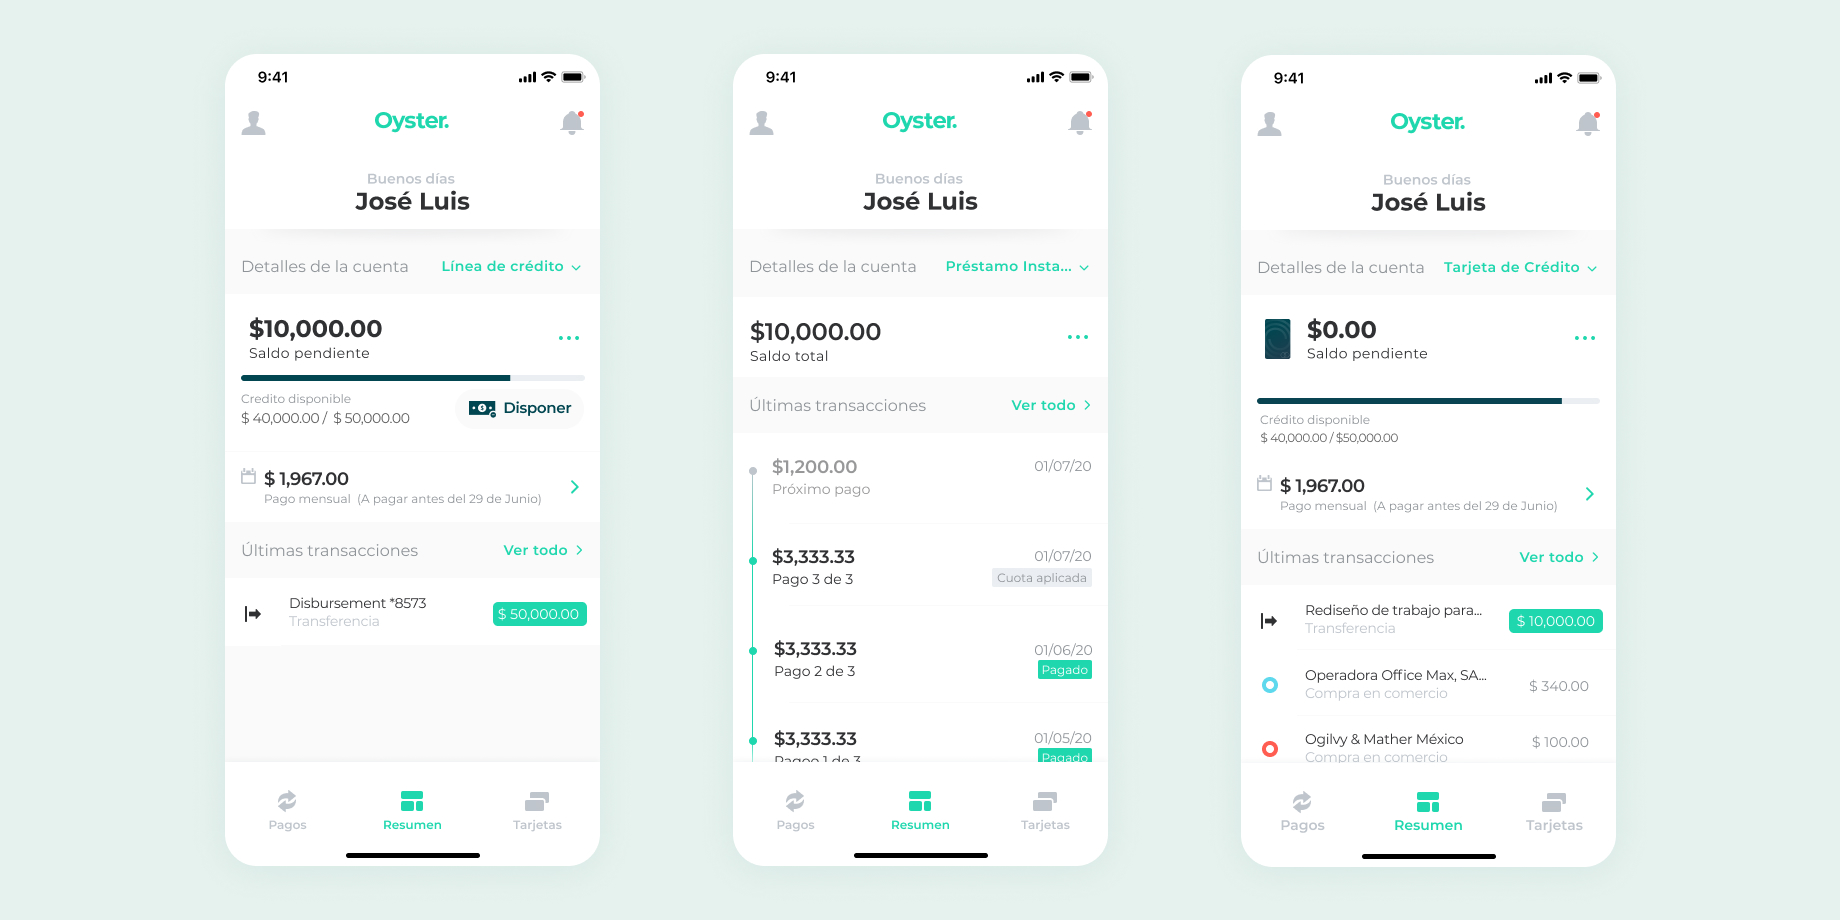 9:41
Oyster.
Buenos días
José Luis
Detalles de la cuenta
Línea de crédito
$10,000.00
Saldo pendiente
Credito disponible
$ 40,000.00 / $ 50,000.00
Disponer
$ 1,967.00
Pago mensual (A pagar antes del 29 de Junio)
Últimas transacciones
Ver todo
Disbursement *8573
Transferencia
$ 50,000.00
Pagos
Resumen
Tarjetas
9:41
Oyster.
Buenos días
José Luis
Detalles de la cuenta
Préstamo Insta...
$10,000.00
Saldo total
Últimas transacciones
Ver todo
$1,200.00
01/07/20
Próximo pago
$3,333.33
01/07/20
Pago 3 de 3
Cuota aplicada
$3,333.33
01/06/20
Pago 2 de 3
Pagado
$3,333.33
01/05/20
Pagoo 1 de 3
Pagado
Pagos
Resumen
Tarjetas
9:41
Oyster.
Buenos días
José Luis
Detalles de la cuenta
Tarjeta de Crédito
$0.00
Saldo pendiente
Crédito disponible
$ 40,000.00 / $50,000.00
$ 1,967.00
Pago mensual (A pagar antes del 29 de Junio)
Últimas transacciones
Ver todo
Rediseño de trabajo para...
Transferencia
$ 10,000.00
Operadora Office Max, SA...
Compra en comercio
$ 340.00
Ogilvy & Mather México
Compra en comercio
$ 100.00
Pagos
Resumen
Tarjetas